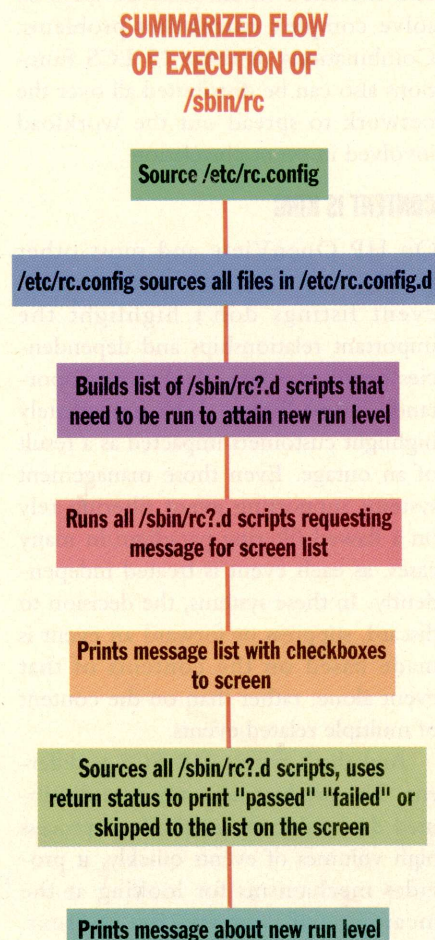 SUMMARIZED FLOW
OF EXECUTION OF
/sbin/rc
Source /etc/rc.config
/etc/rc.config sources all files in /etc/rc.config.d
Builds list of /sbin/rc?.d scripts that
need to be run to attain new run level
Runs all /sbin/rc?.d scripts requesting
message for screen list
Prints message list with checkboxes
to screen
Sources all /sbin/rc?.d scripts, uses
return status to print "passed" "failed" or
skipped to the list on the screen
Prints message about new run level